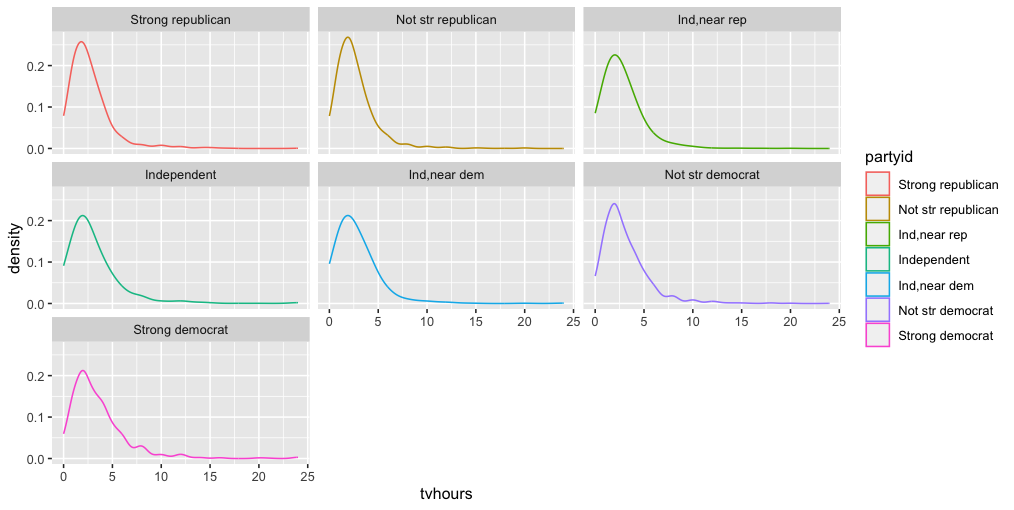 Strong republican
Not str republican
Ind,near rep
0.2
0.1
0.0
Independent
Ind,near dem
Not str democrat
0.2
0.1
0.0
0 5 10 15 20 25
0 5 10 15 20 25
Strong democrat
0.2
0.1
0.0
0 5 10 15 20 25
density
tvhours
partyid
Strong republican
Not str republican
Ind,near rep
Independent
Ind,near dem
Not str democrat
Strong democrat